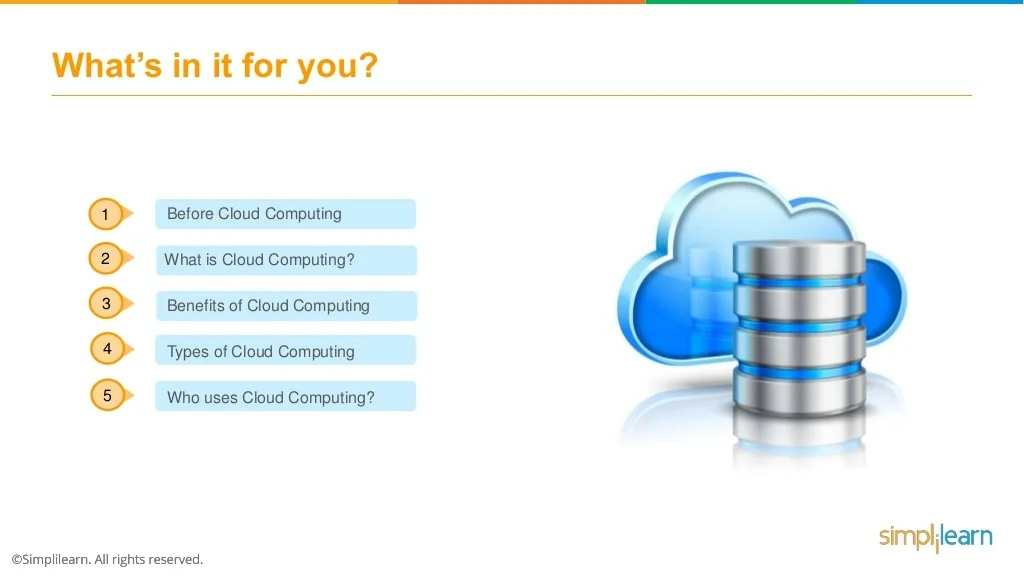 What’s in it for you?
1 Before Cloud Computing
2 What is Cloud Computing?
3 Benefits of Cloud Computing
4 Types of Cloud Computing
5 Who uses Cloud Computing?
simplilearn
©Simplilearn. All rights reserved.